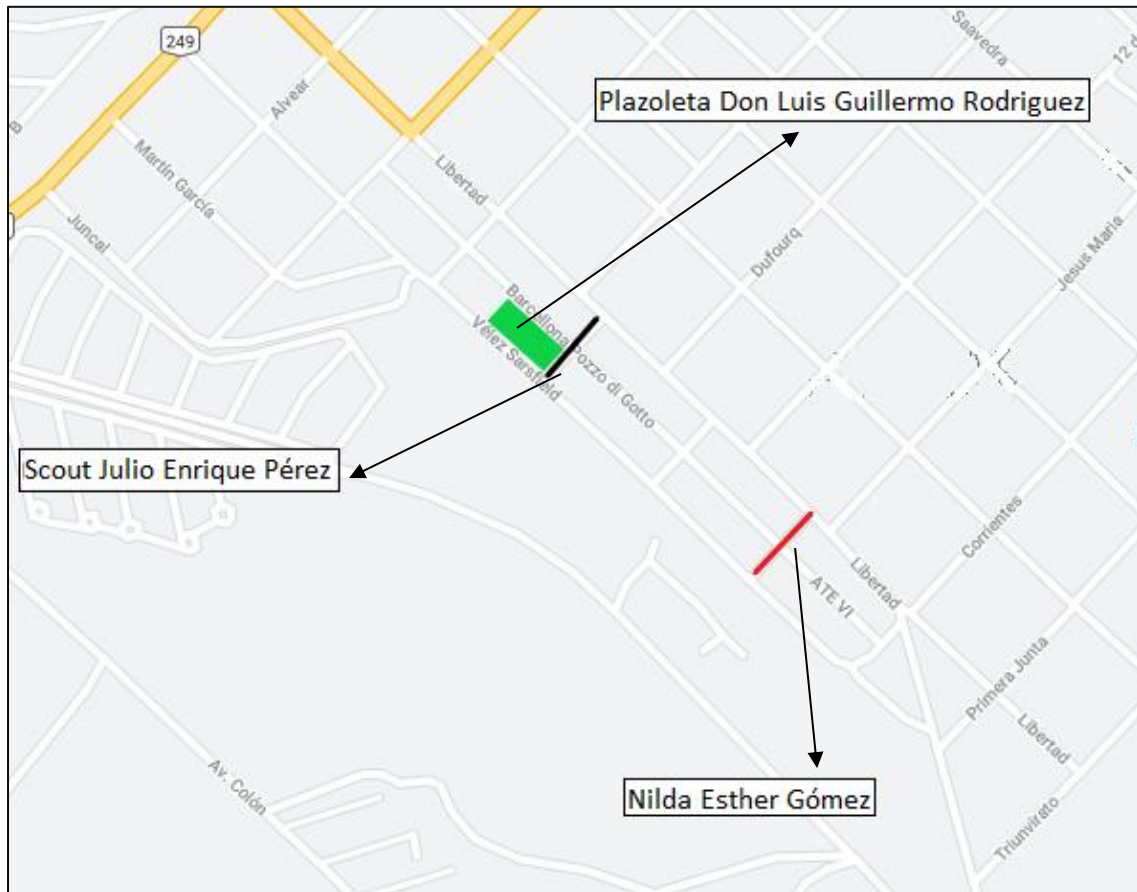 Saavedra
12 d
249
Alvear
Plazoleta Don Luis Guillermo Rodriguez
B
Martín García
Libertad
Juncal
Dufourq
Jesus Maria
Barcellona Pozzo di Gotto
Vélez Sarsfield
Scout Julio Enrique Pérez
Corrientes
Libertad
ATE VI
Primera Junta
Libertad
Av. Colón
Nilda Esther Gómez
Triunvirato